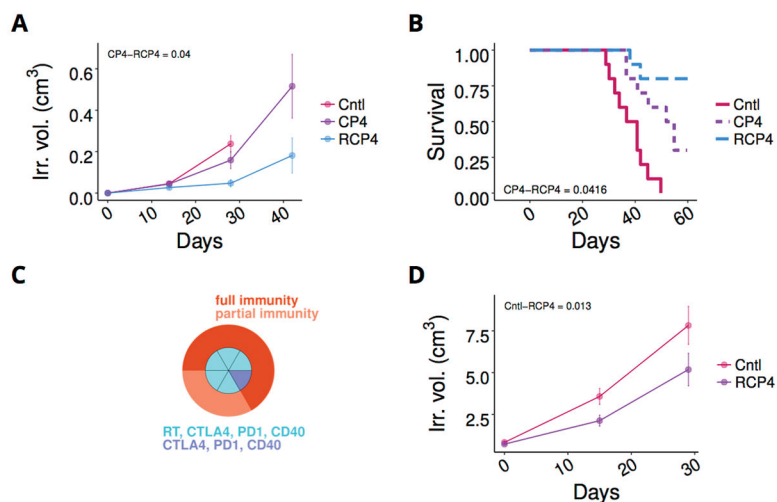 A
CP4−RCP4 = 0.04
Irr. vol. (cm³)
0.6
0.4
0.2
0.0
0 10 20 30 40
Days
Cntl
CP4
RCP4
B
Survival
1.00
0.75
0.50
0.25
0.00
CP4−RCP4 = 0.0416
0 20 40 60
Days
Cntl
CP4
RCP4
C
full immunity
partial immunity
RT, CTLA4, PD1, CD40
CTLA4, PD1, CD40
D
Cntl−RCP4 = 0.013
Irr. vol. (cm³)
7.5
5.0
2.5
0 10 20 30
Days
Cntl
RCP4